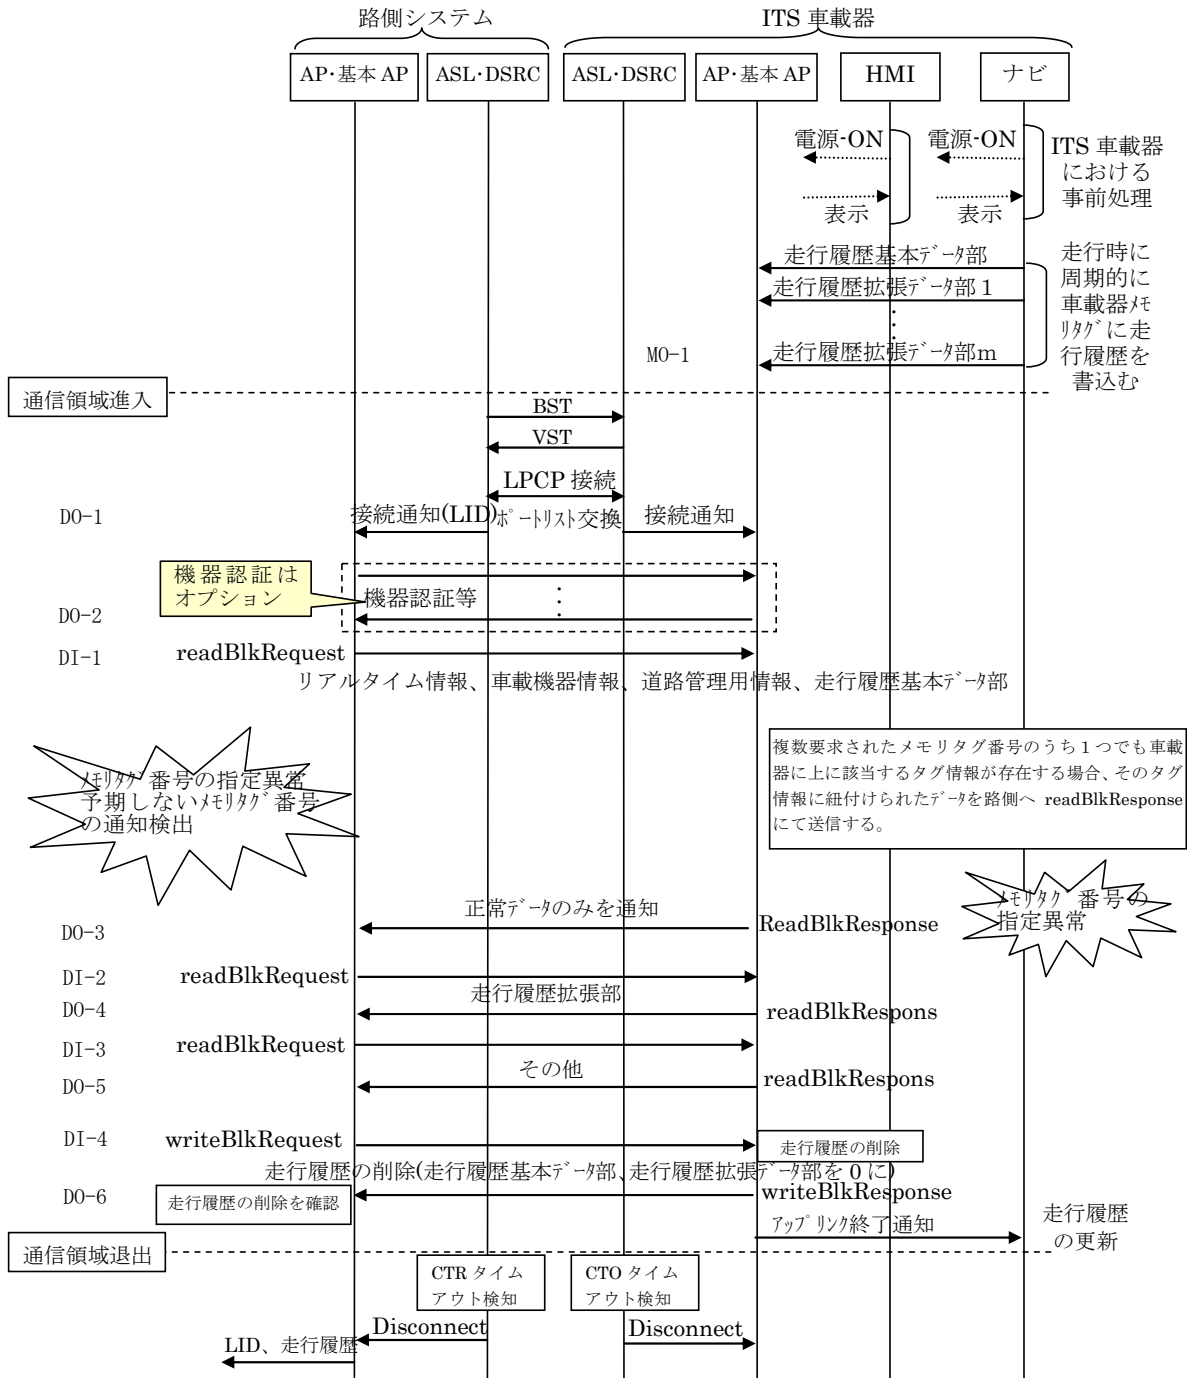 路側システム
ITS 車載器
AP･基本 AP
ASL･DSRC
ASL･DSRC
AP･基本 AP
HMI
ナビ
電源-ON
電源-ON
表示
表示
ITS 車載器
における
事前処理
走行履歴基本ﾃﾞｰﾀ部
走行履歴拡張ﾃﾞｰﾀ部１
走行履歴拡張ﾃﾞｰﾀ部ｍ
MO-1
走行時に
周期的に
車載器ﾒﾓ
ﾘﾀｸﾞに走
行履歴を
書込む
通信領域進入
BST
VST
LPCP 接続
DO-1
接続通知(LID)
ﾎﾟｰﾄﾘｽﾄ交換
接続通知
機器認証は
オプション
機器認証等
DO-2
DI-1
readBlkRequest
リアルタイム情報、車載機器情報、道路管理用情報、走行履歴基本ﾃﾞｰﾀ部
ﾒﾓﾘﾀｸﾞ番号の指定異常
予期しないﾒﾓﾘﾀｸﾞ番号
の通知検出
複数要求されたメモリタグ番号のうち１つでも車載
器に上に該当するタグ情報が存在する場合、そのタグ
情報に紐付けられたﾃﾞｰﾀを路側へ readBlkResponse
にて送信する。
ﾒﾓﾘﾀｸﾞ番号の
指定異常
正常ﾃﾞｰﾀのみを通知
DO-3
ReadBlkResponse
DI-2
readBlkRequest
走行履歴拡張部
DO-4
readBlkRespons
DI-3
readBlkRequest
その他
DO-5
readBlkRespons
DI-4
writeBlkRequest
走行履歴の削除
走行履歴の削除(走行履歴基本ﾃﾞｰﾀ部、走行履歴拡張ﾃﾞｰﾀ部を０に)
DO-6
走行履歴の削除を確認
writeBlkResponse
ｱｯﾌﾟﾘﾝｸ終了通知
走行履歴
の更新
通信領域退出
CTR タイム
アウト検知
CTO タイム
アウト検知
Disconnect
Disconnect
LID、走行履歴